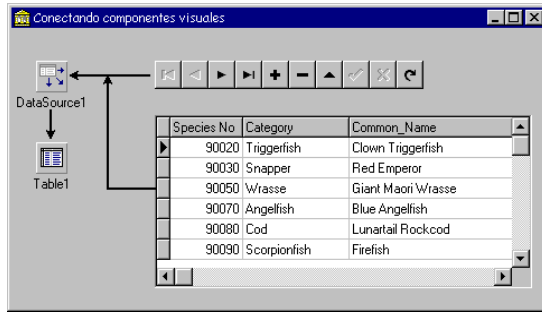 Conectando componentes visuales
DataSource1
Table1
Species No Category Common_Name
90020 Triggerfish Clown Triggerfish
90030 Snapper Red Emperor
90050 Wrasse Giant Maori Wrasse
90070 Angelfish Blue Angelfish
90080 Cod Lunartail Rockcod
90090 Scorpionfish Firefish